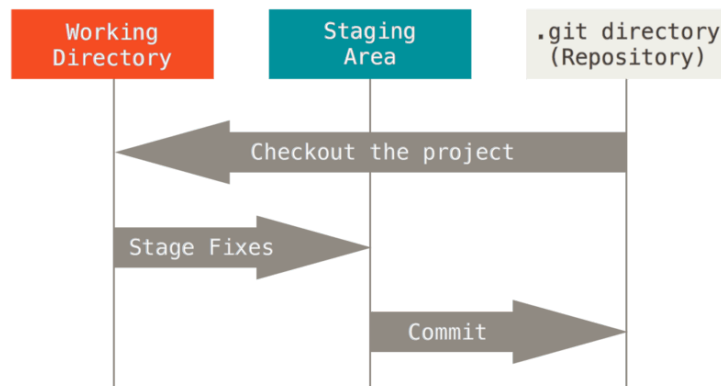 Working
Directory
Staging
Area
.git directory
(Repository)
Checkout the project
Stage Fixes
Commit